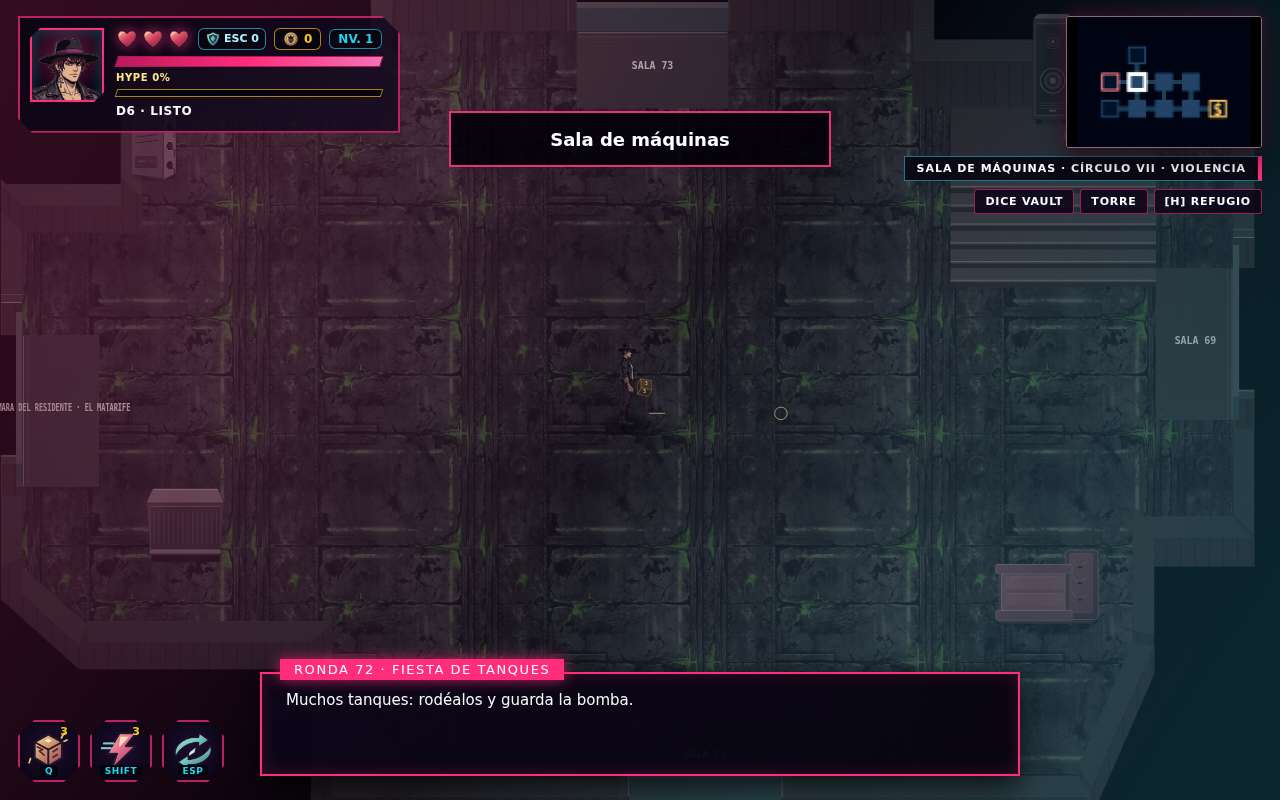 ESC 0
0
NV. 1
HYPE 0%
D6 · LISTO
SALA 73
Sala de máquinas
$
SALA DE MÁQUINAS · CÍRCULO VII · VIOLENCIA
DICE VAULT
TORRE
[H] REFUGIO
SALA 69
MARA DEL RESIDENTE · EL MATARIFE
RONDA 72 · FIESTA DE TANQUES
Muchos tanques: rodéalos y guarda la bomba.
3
Q
3
SHIFT
ESP